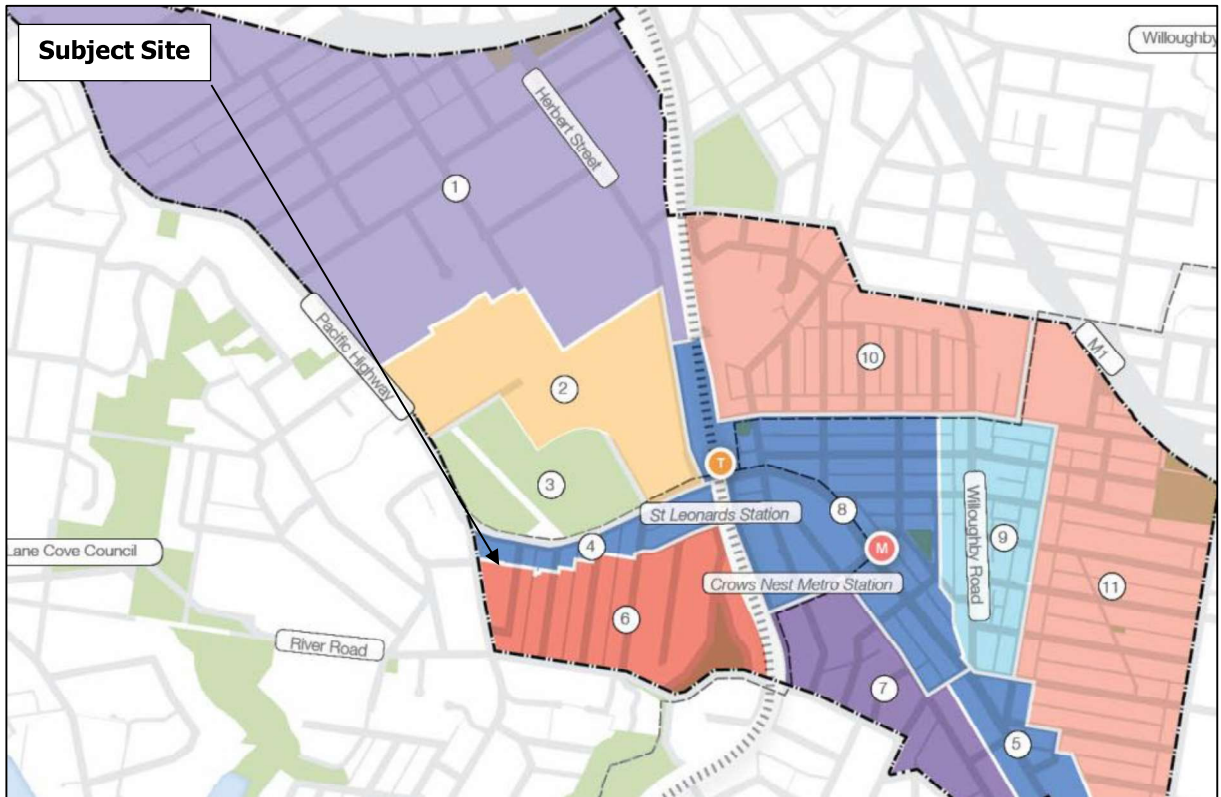 Subject Site
Willoughby
Herbert Street
1
Pacific Highway
M1
10
2
T
3
St Leonards Station
8
Willoughby Road
9
Lane Cove Council
4
M
Crows Nest Metro Station
11
6
River Road
7
5